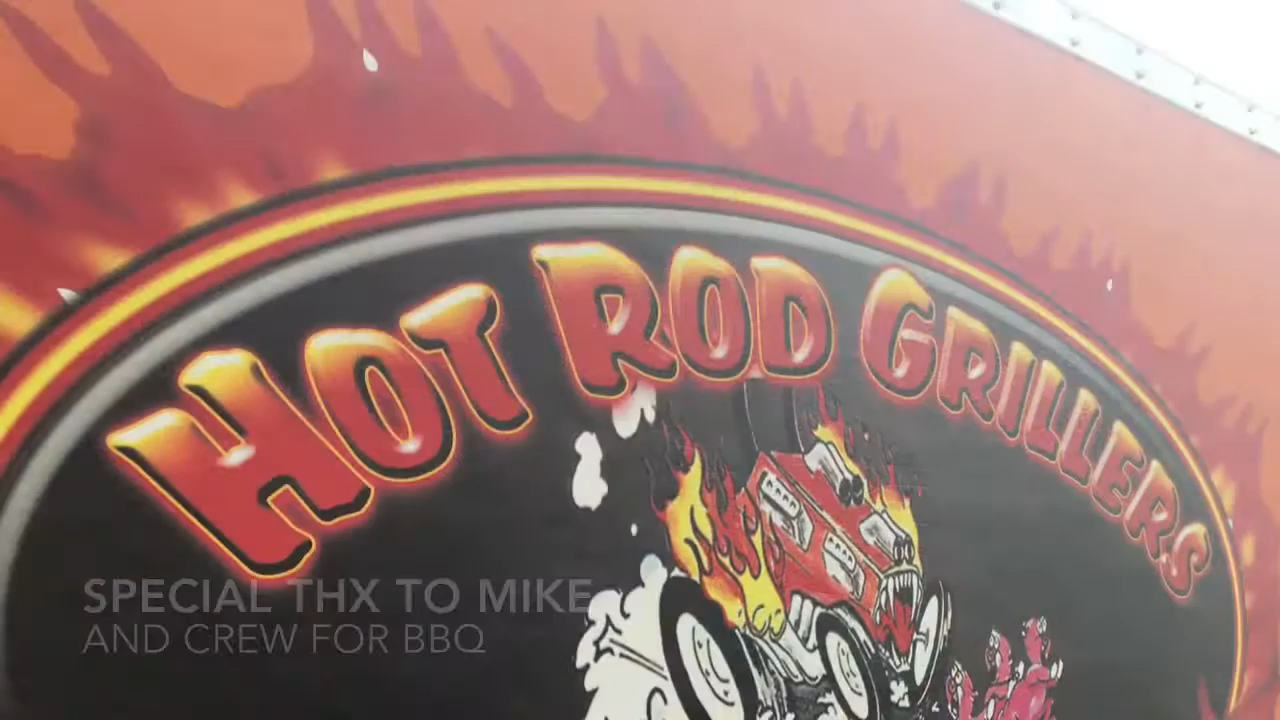 HOT ROD GRILLERS
SPECIAL THX TO MIKE
AND CREW FOR BBQ